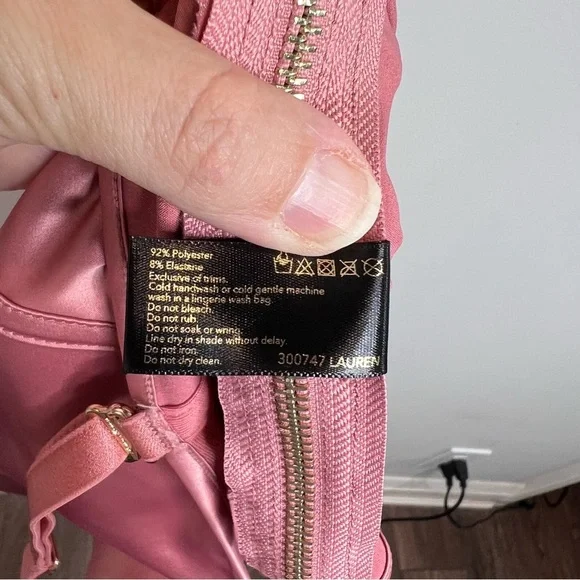 92% Polyester
8% Elastane
Exclusive of trims.
Cold handwash or cold gentle machine
wash in a lingerie wash bag.
Do not bleach.
Do not rub.
Do not soak or wring.
Line dry in shade without delay.
Do not iron.
Do not dry clean.
300747 LAUREN